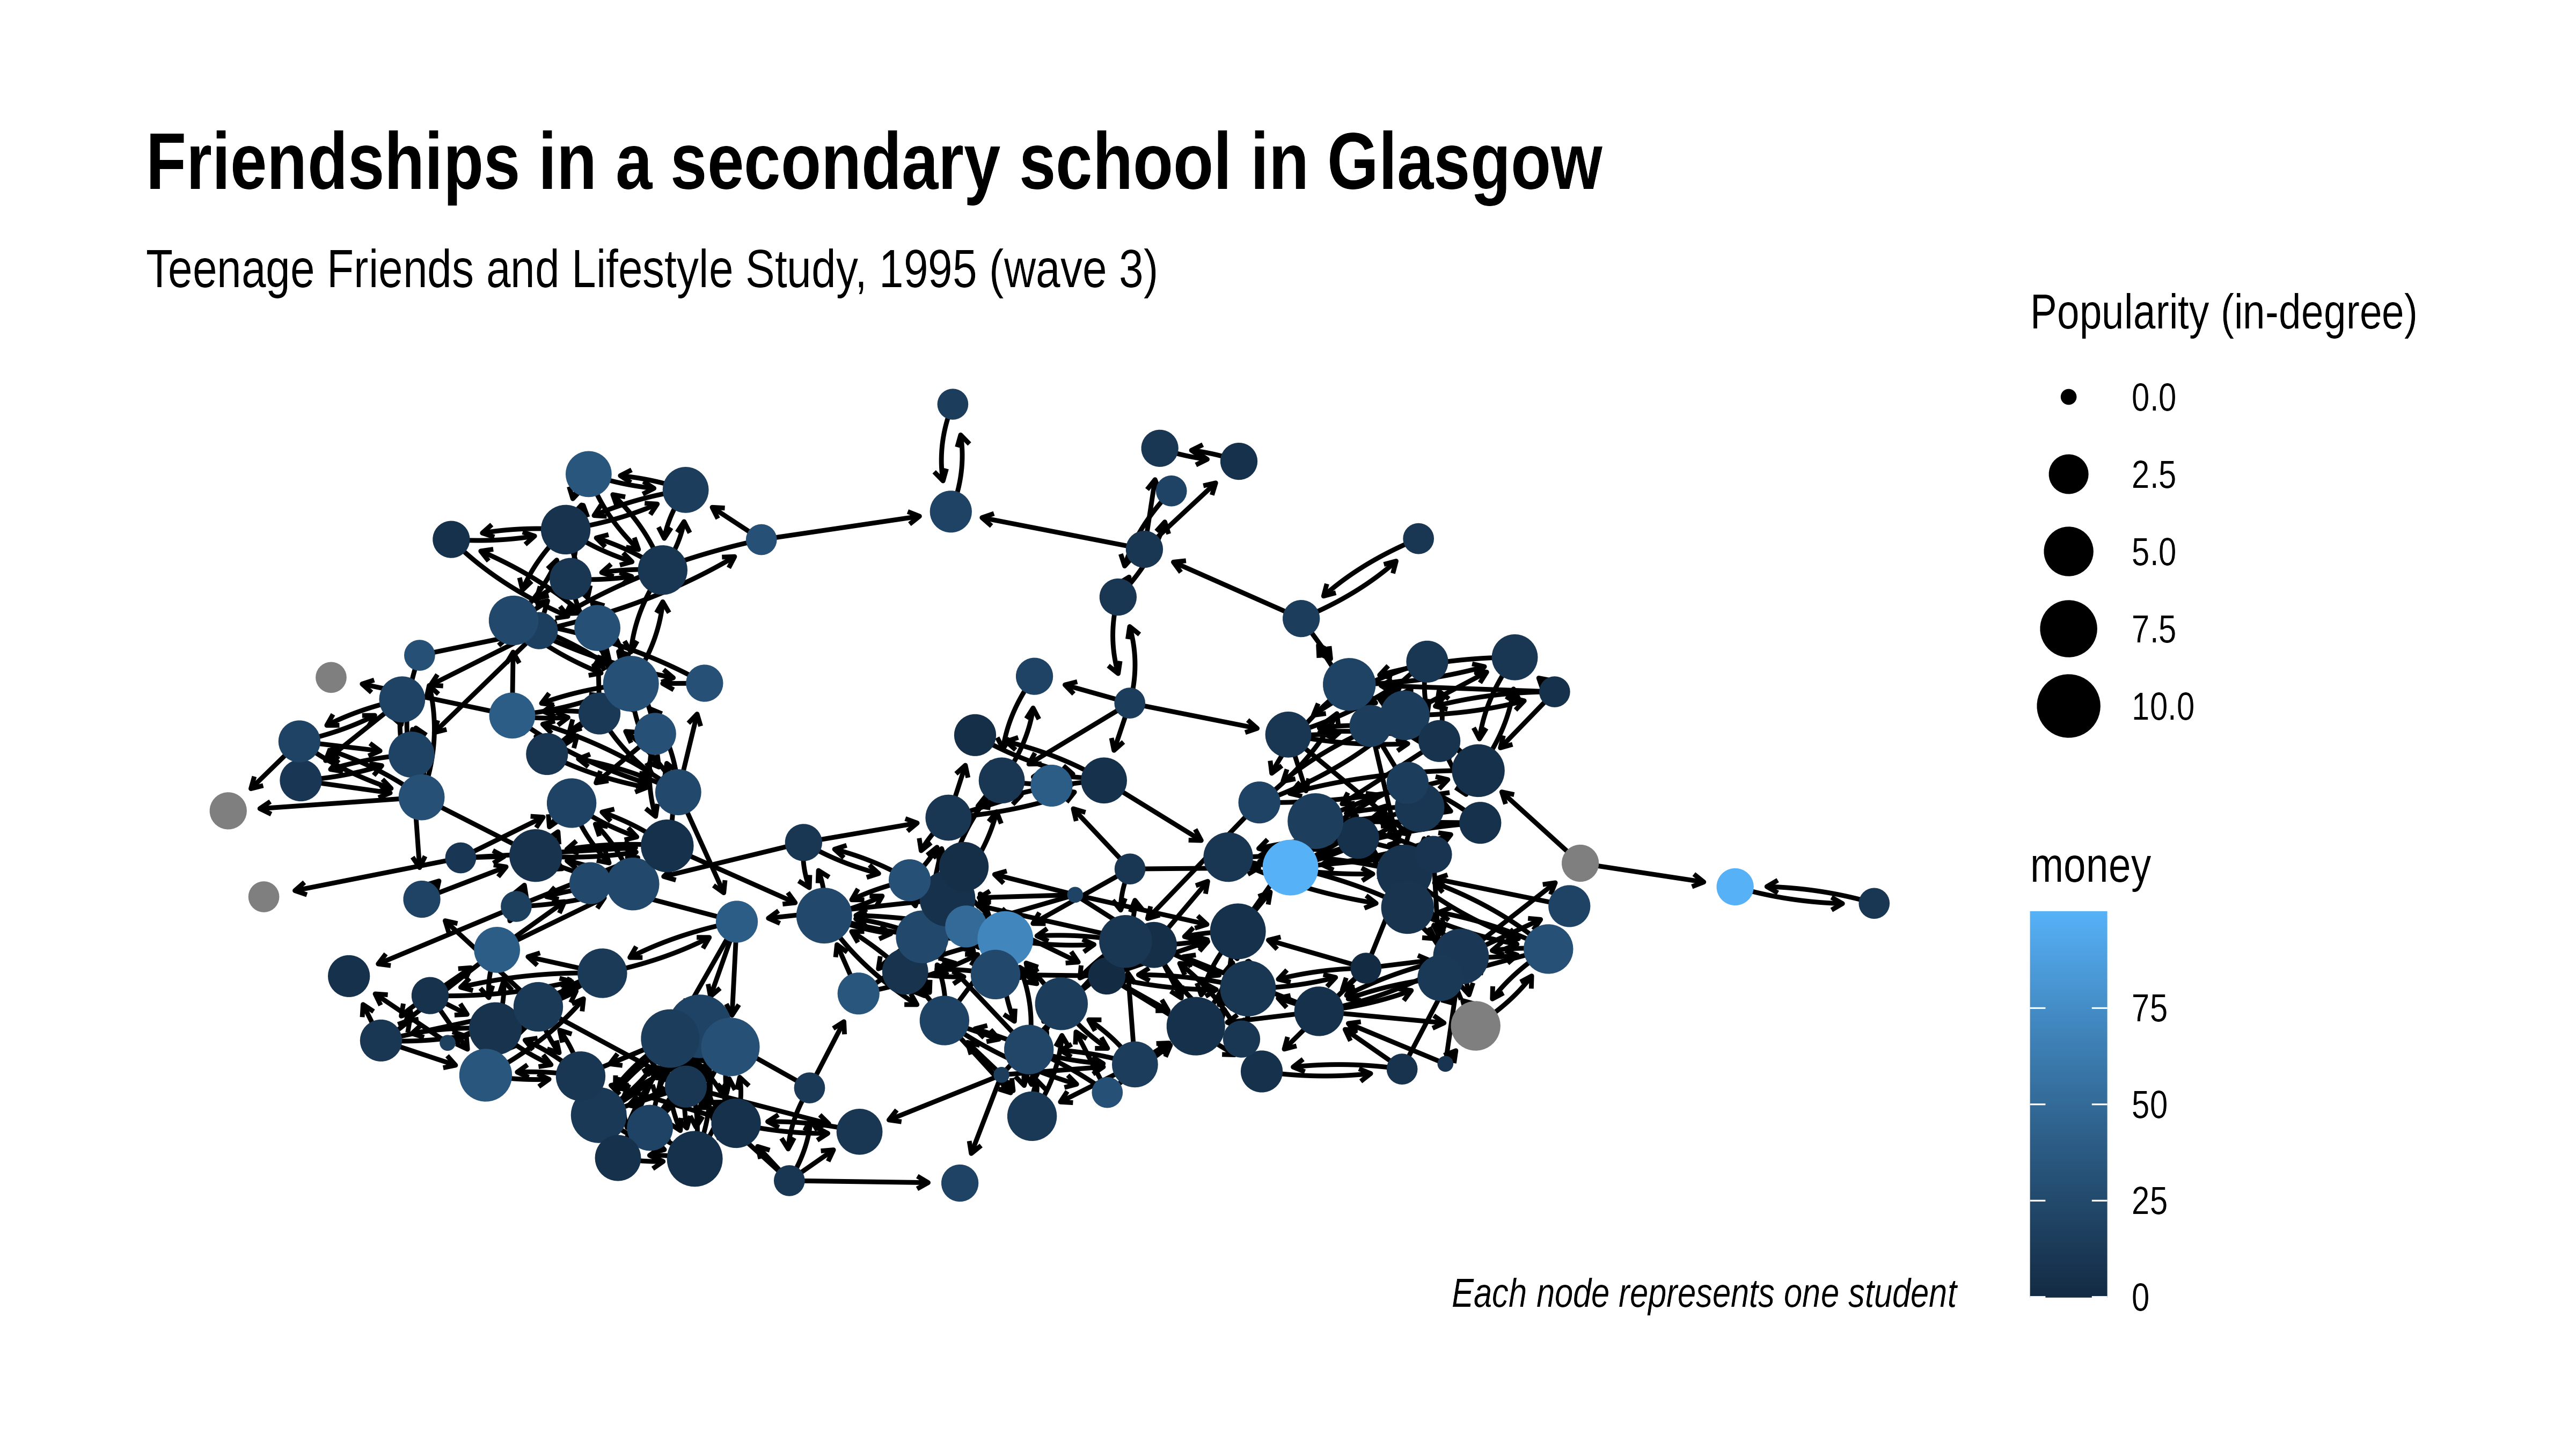 Friendships in a secondary school in Glasgow
Teenage Friends and Lifestyle Study, 1995 (wave 3)
Popularity (in-degree)
0.0
2.5
5.0
7.5
10.0
money
75
50
25
0
Each node represents one student